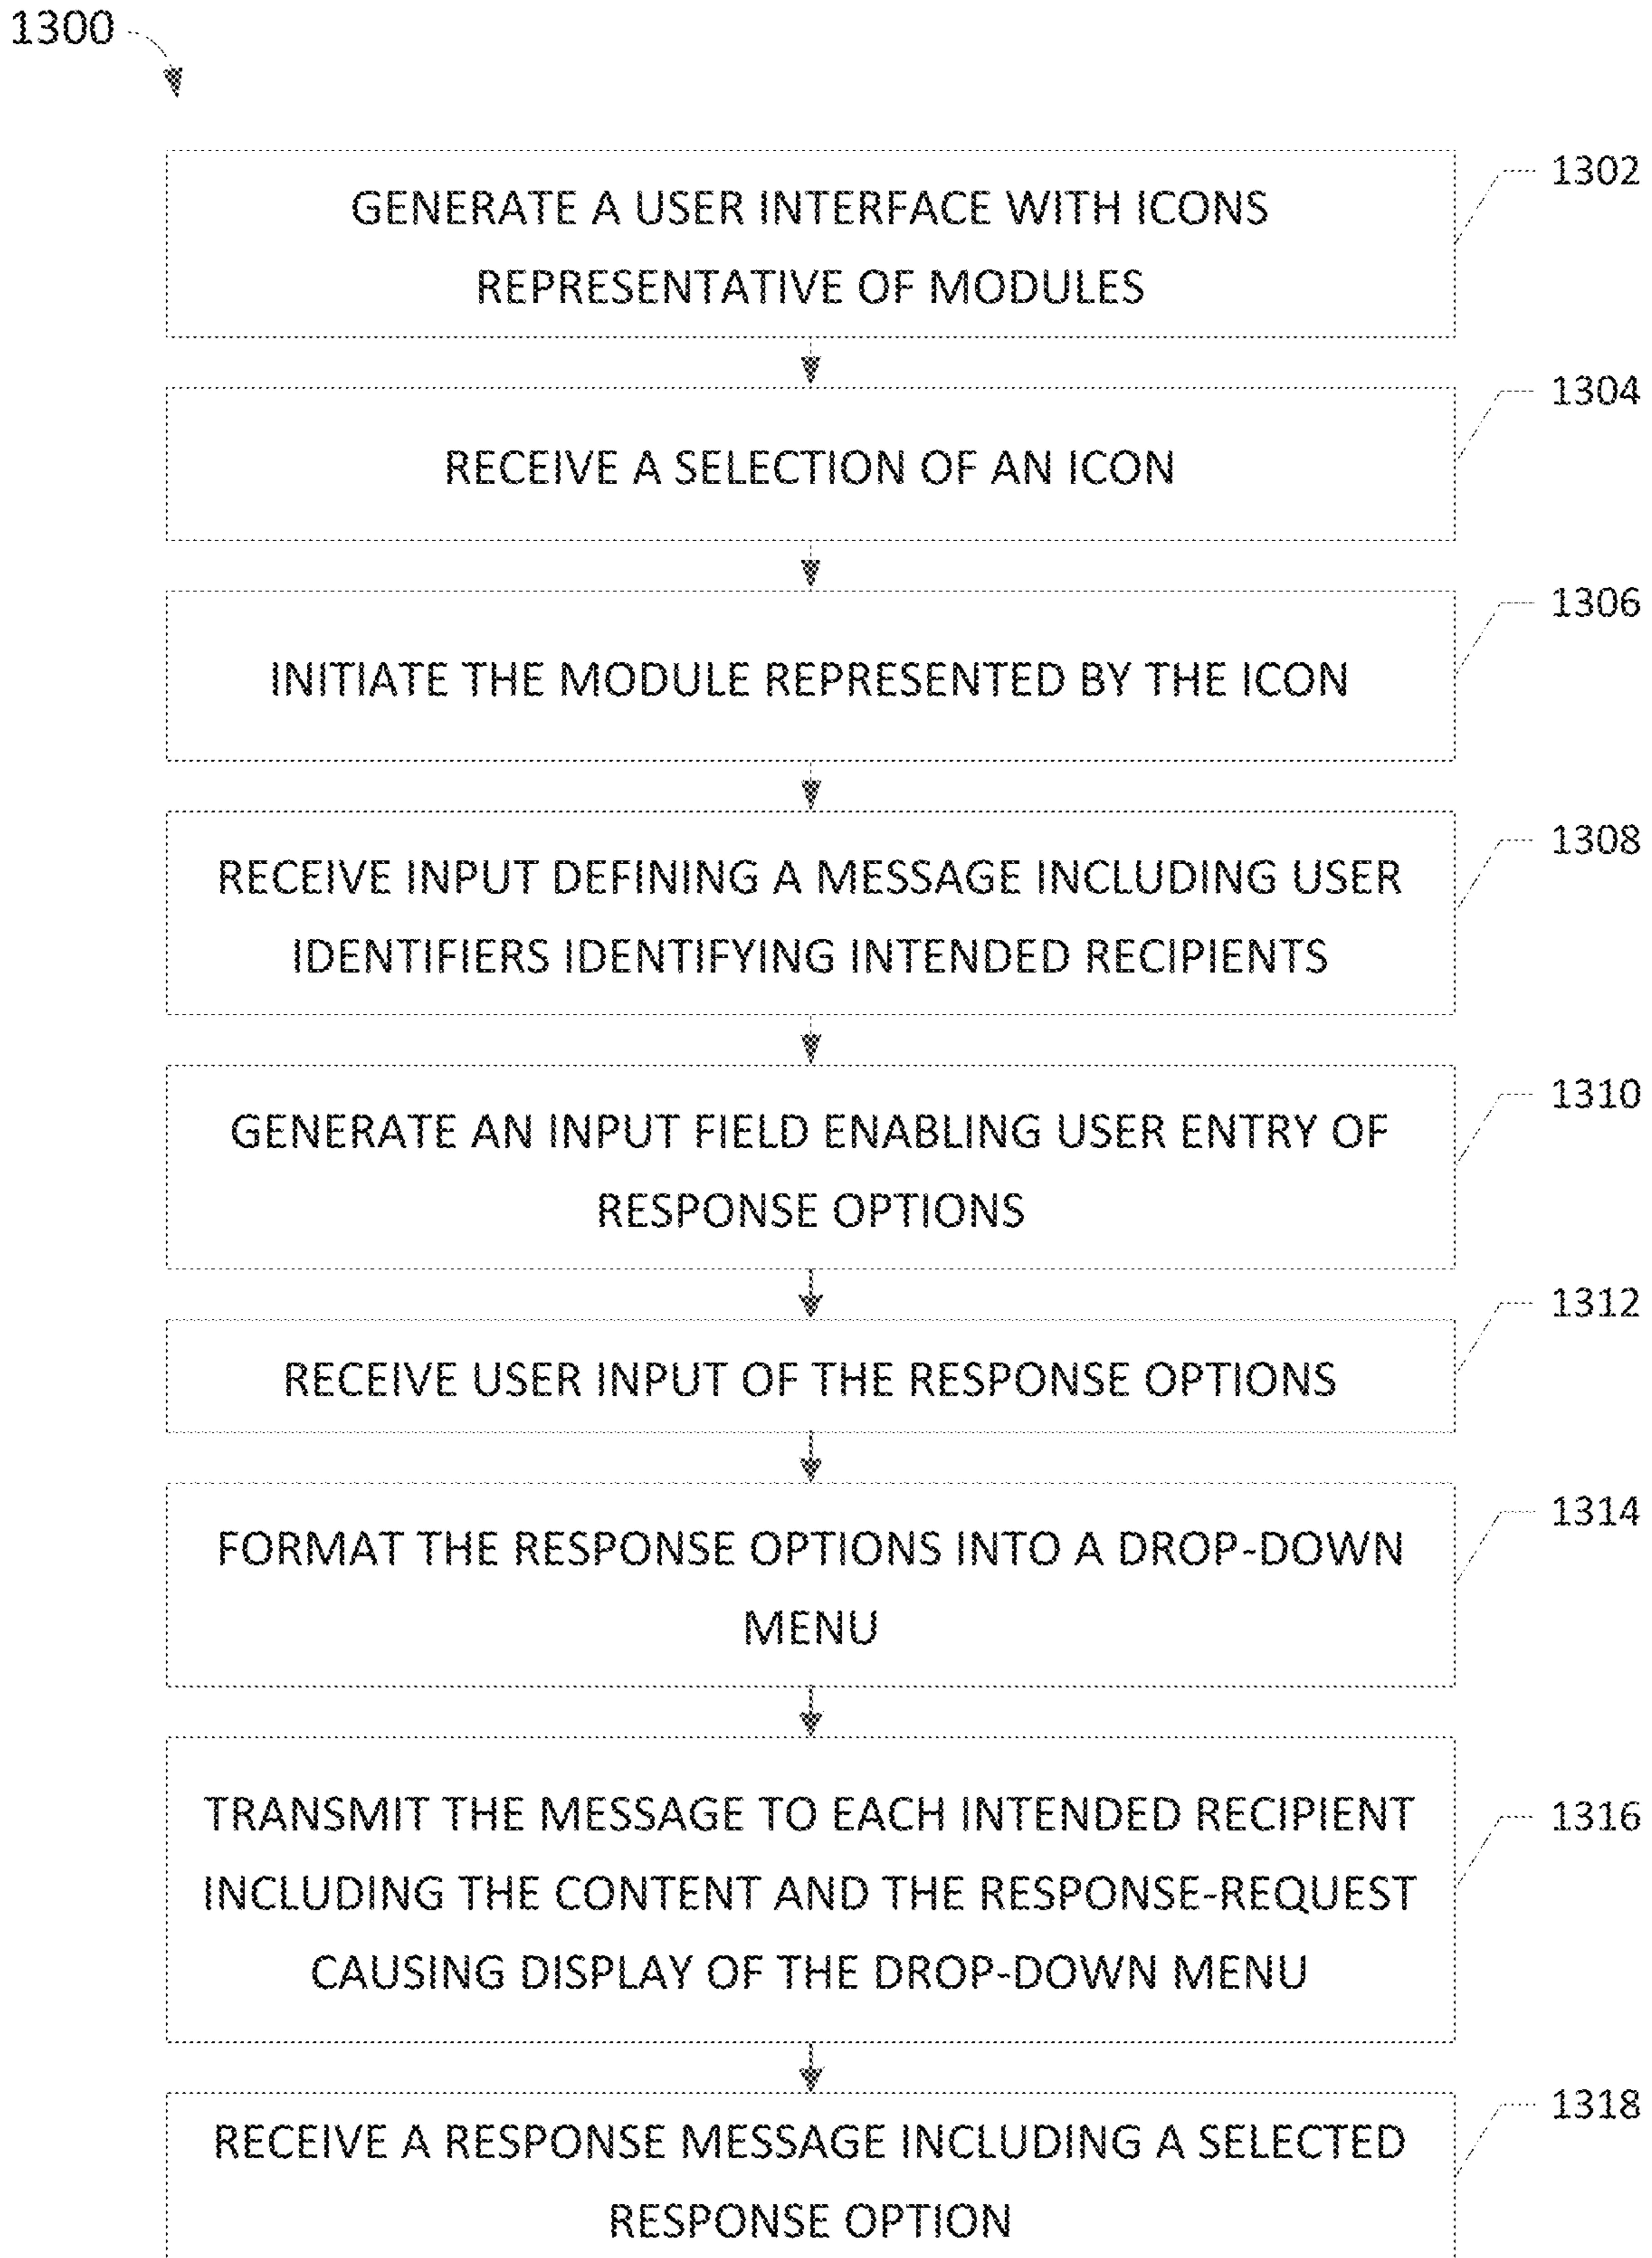 1300
GENERATE A USER INTERFACE WITH ICONS
REPRESENTATIVE OF MODULES
1302
RECEIVE A SELECTION OF AN ICON
1304
INITIATE THE MODULE REPRESENTED BY THE ICON
1306
RECEIVE INPUT DEFINING A MESSAGE INCLUDING USER
IDENTIFIERS IDENTIFYING INTENDED RECIPIENTS
1308
GENERATE AN INPUT FIELD ENABLING USER ENTRY OF
RESPONSE OPTIONS
1310
RECEIVE USER INPUT OF THE RESPONSE OPTIONS
1312
FORMAT THE RESPONSE OPTIONS INTO A DROP-DOWN
MENU
1314
TRANSMIT THE MESSAGE TO EACH INTENDED RECIPIENT
INCLUDING THE CONTENT AND THE RESPONSE-REQUEST
CAUSING DISPLAY OF THE DROP-DOWN MENU
1316
RECEIVE A RESPONSE MESSAGE INCLUDING A SELECTED
RESPONSE OPTION
1318